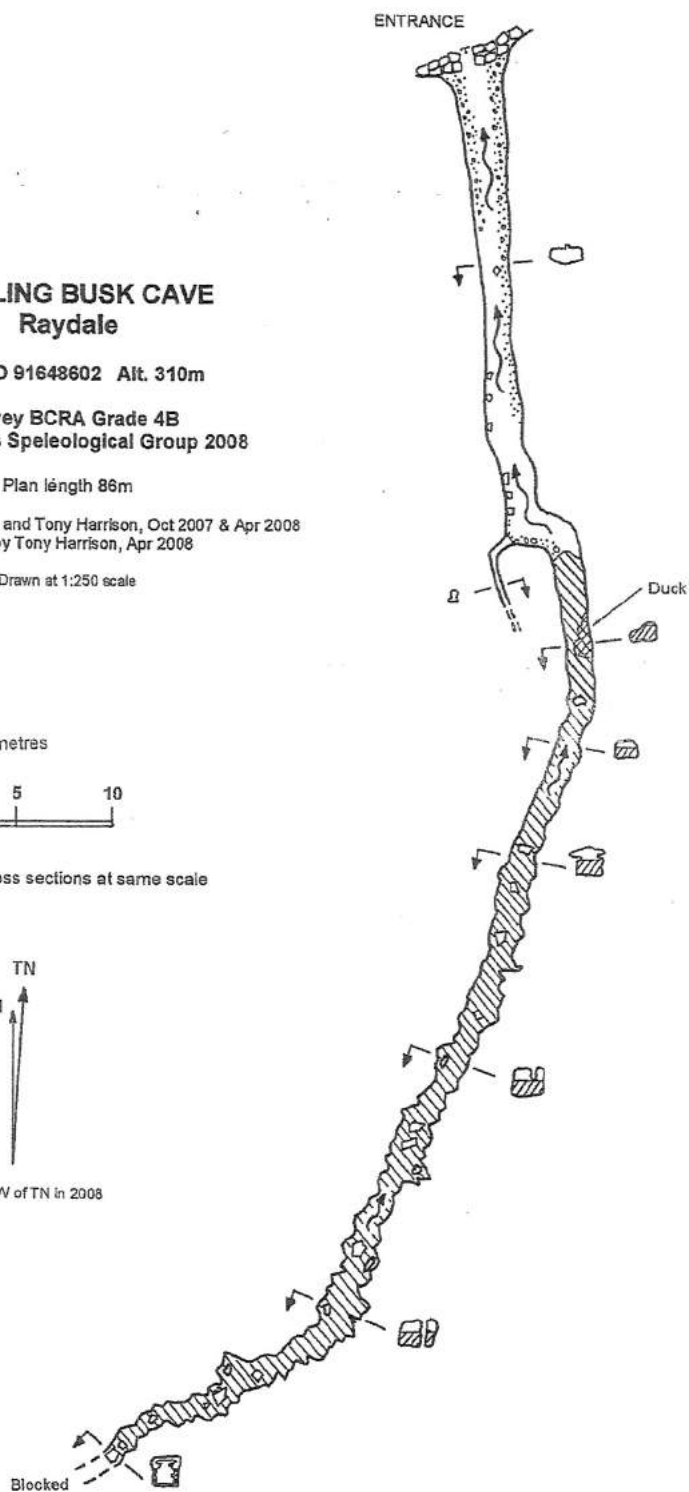 ENTRANCE
LING BUSK CAVE
Raydale
91648602 Alt. 310m
ey BCRA Grade 4B
Speleological Group 2008
Plan length 86m
and Tony Harrison, Oct 2007 & Apr 2008
by Tony Harrison, Apr 2008
Drawn at 1:250 scale
Duck
metres
5 10
ss sections at same scale
TN
W of TN in 2008
Blocked